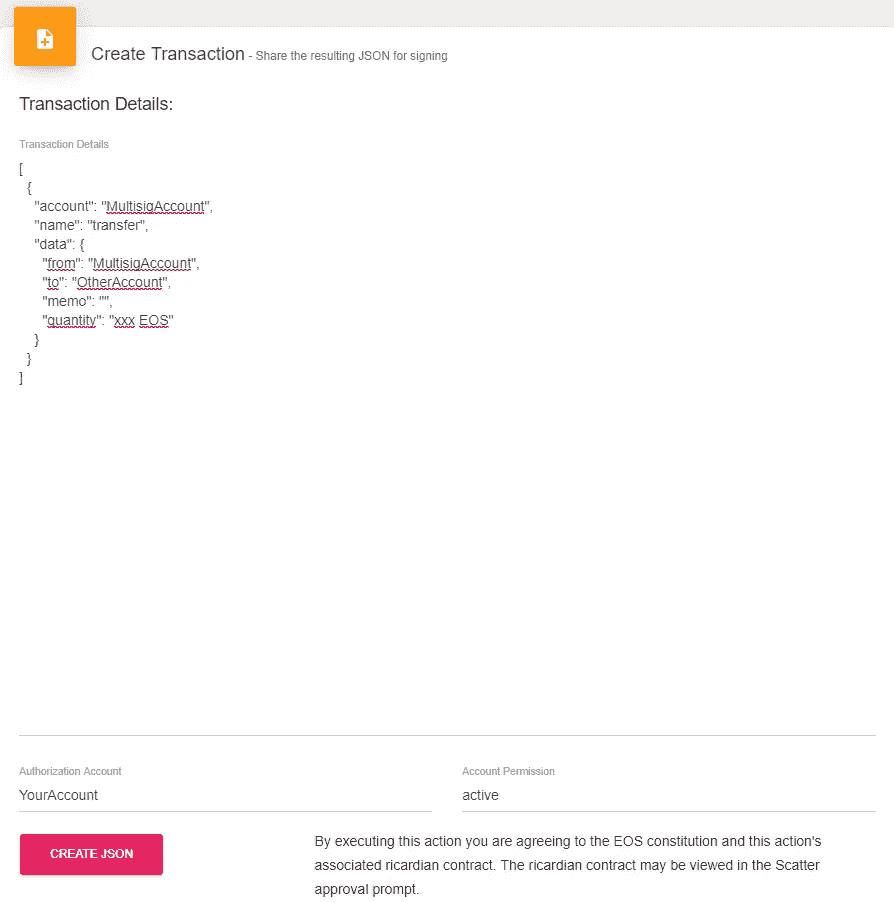 Create Transaction - Share the resulting JSON for signing
Transaction Details:
Transaction Details
[
{
"account": "MultisigAccount",
"name": "transfer",
"data": {
"from": "MultisigAccount",
"to": "OtherAccount",
"memo": "",
"quantity": "xxx EOS"
}
}
]
Authorization Account
Account Permission
YourAccount
active
CREATE JSON
By executing this action you are agreeing to the EOS constitution and this action's
associated ricardian contract. The ricardian contract may be viewed in the Scatter
approval prompt.